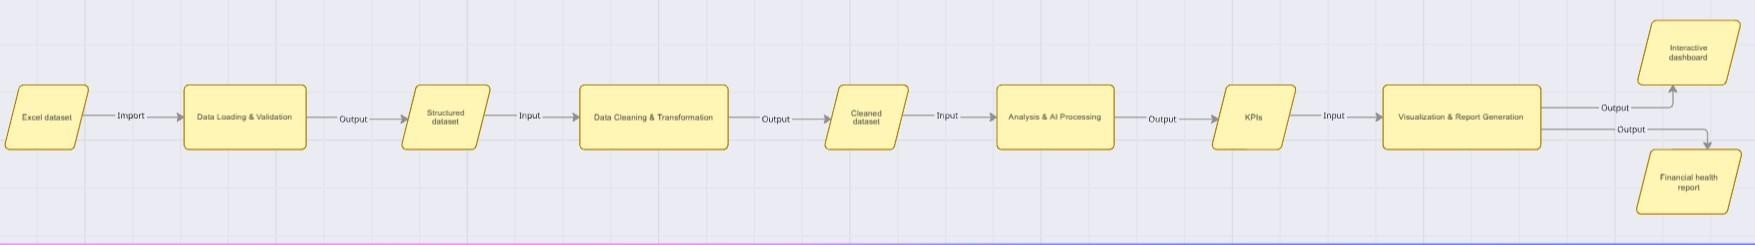 Excel dataset
Import
Data Loading & Validation
Output
Structured
dataset
Input
Data Cleaning & Transformation
Output
Cleaned
dataset
Input
Analysis & AI Processing
Output
KPIs
Input
Visualization & Report Generation
Output
Interactive
dashboard
Output
Financial health
report